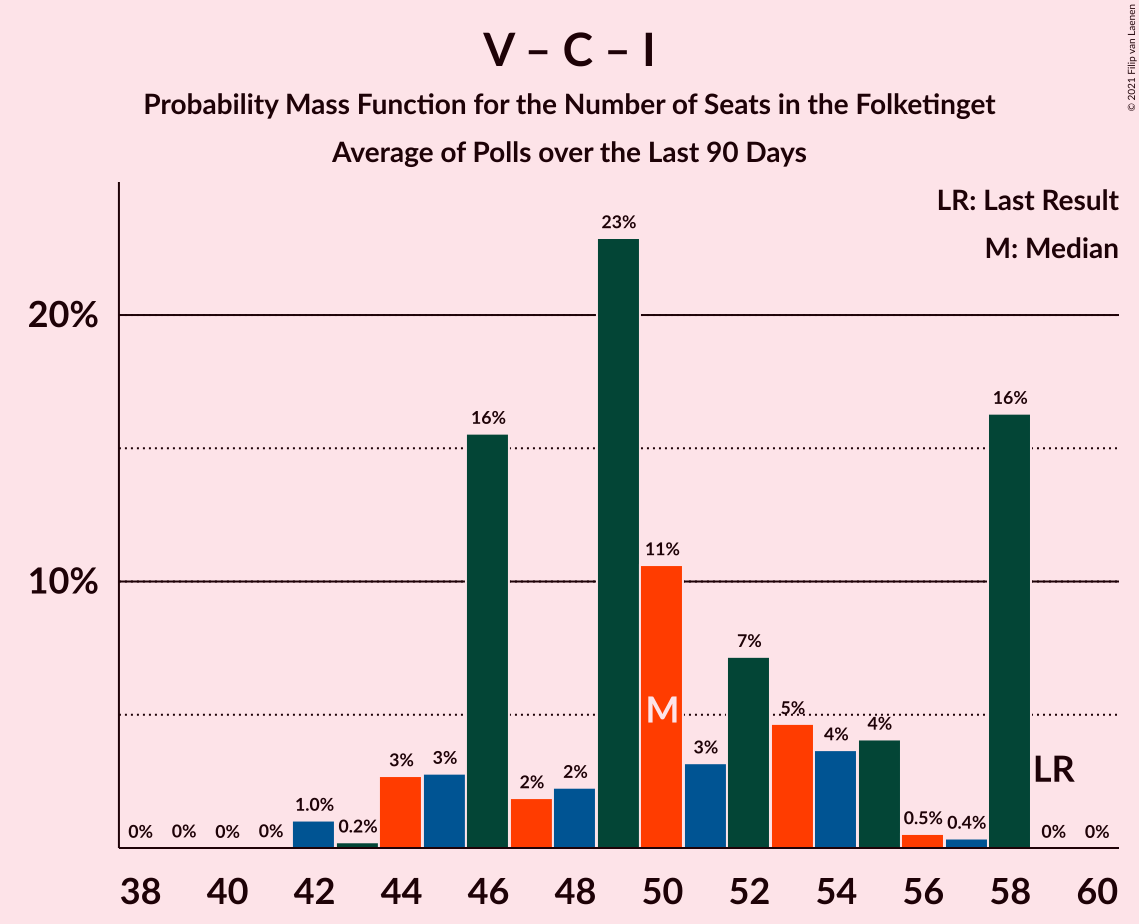 V – C – I
Probability Mass Function for the Number of Seats in the Folketinget
Average of Polls over the Last 90 Days
© 2021 Filip van Laenen
LR: Last Result
M: Median
20%
10%
0%
0%
0%
0%
1.0%
0.2%
3%
3%
16%
2%
2%
23%
11%
3%
7%
5%
4%
4%
0.5%
0.4%
16%
0%
0%
M
LR
38 40 42 44 46 48 50 52 54 56 58 60